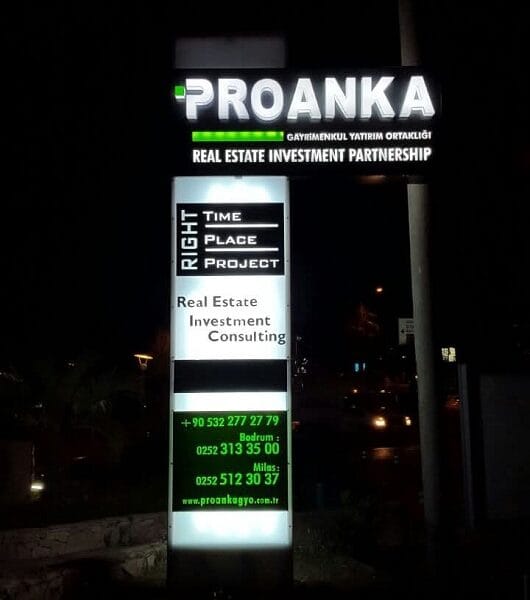 PROANKA
GAYRİMENKUL YATIRIM ORTAKLIĞI
REAL ESTATE INVESTMENT PARTNERSHIP
RIGHT
TIME
PLACE
PROJECT
Real Estate
Investment
Consulting
+90 532 277 27 79
Bodrum :
0252 313 35 00
Milas :
0252 512 30 37
www.proankagyo.com.tr